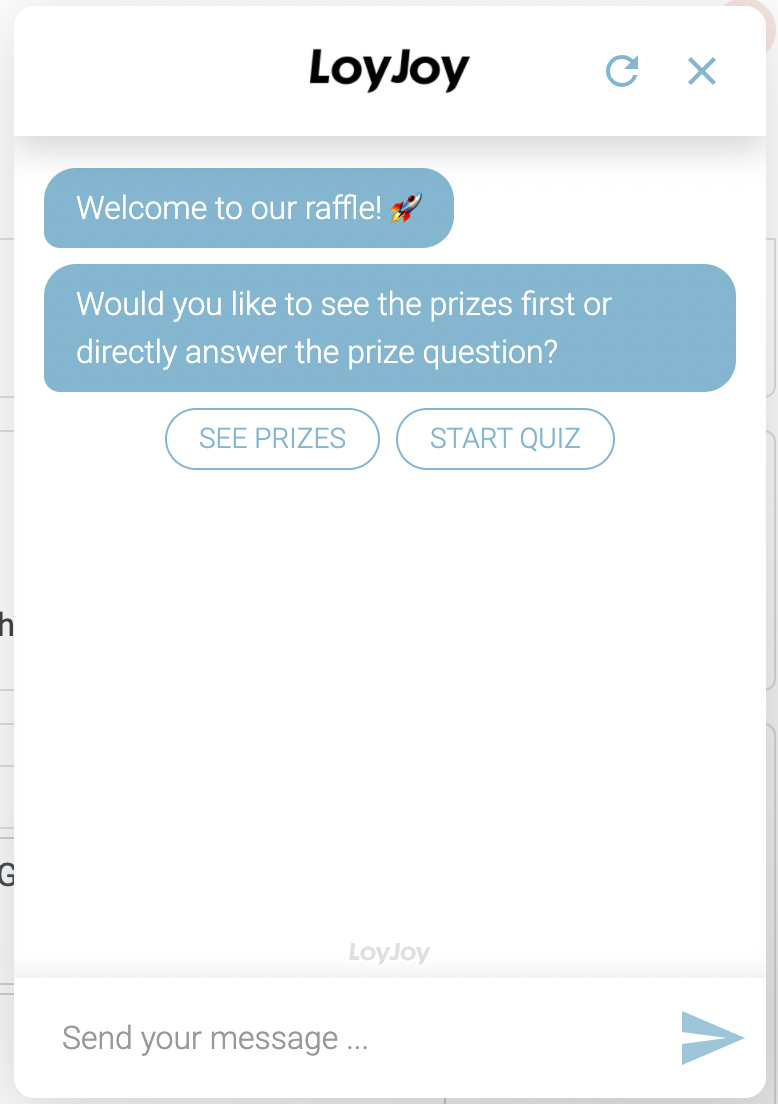 LoyJoy
Welcome to our raffle! 🚀
Would you like to see the prizes first or
directly answer the prize question?
SEE PRIZES
START QUIZ
h
G
LoyJoy
Send your message ...